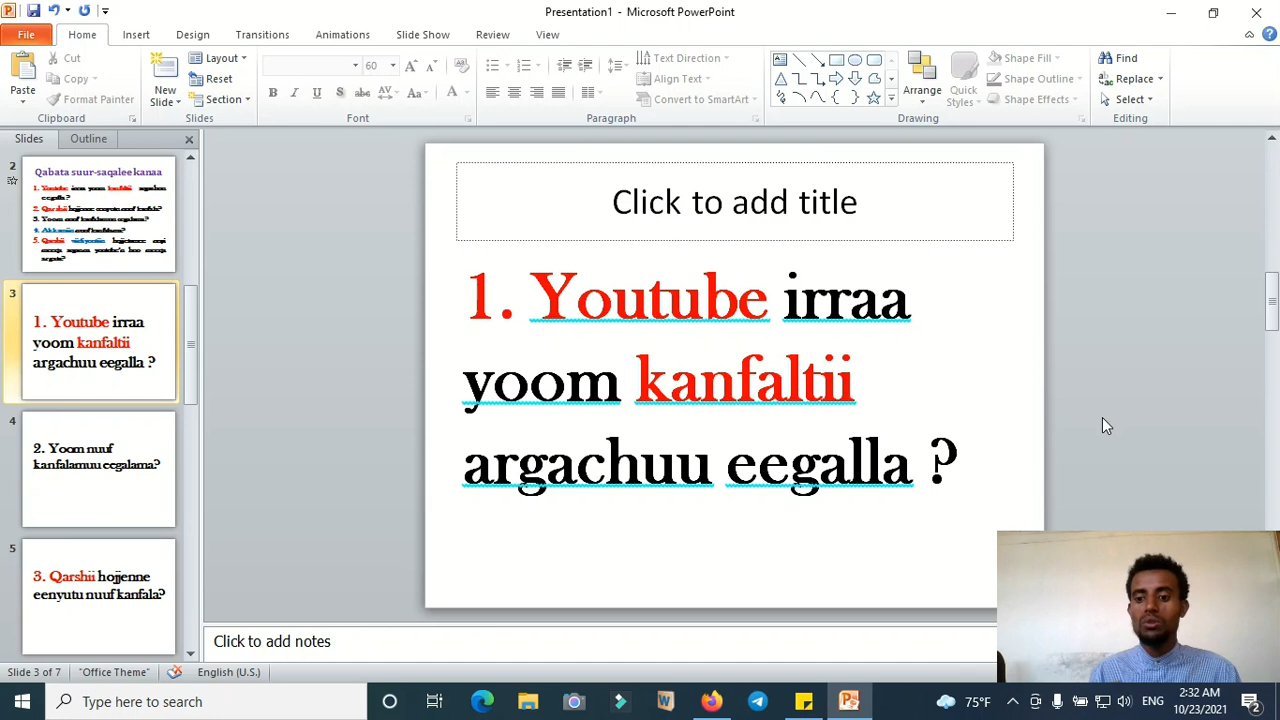 Presentation1 - Microsoft PowerPoint
File Home Insert Design Transitions Animations Slide Show Review View
Paste
Cut
Copy
Format Painter
Clipboard
New Slide
Layout
Reset
Section
Slides
60
Font
Text Direction
Align Text
Convert to SmartArt
Paragraph
Arrange
Quick Styles
Shape Fill
Shape Outline
Shape Effects
Drawing
Find
Replace
Select
Editing
Slides Outline
2
Qabata suur-saqalee kanaa
3
1. Youtube irraa
yoom kanfaltii
argachuu eegalla ?
4
2. Yoom nuuf
kanfalamuu eegalama?
5
3. Qarshii hojjenne
eenyutu nuuf kanfala?
Click to add title
1. Youtube irraa
yoom kanfaltii
argachuu eegalla ?
Click to add notes
Slide 3 of 7 "Office Theme" English (U.S.)
Type here to search
75°F
ENG
2:32 AM
10/23/2021
2